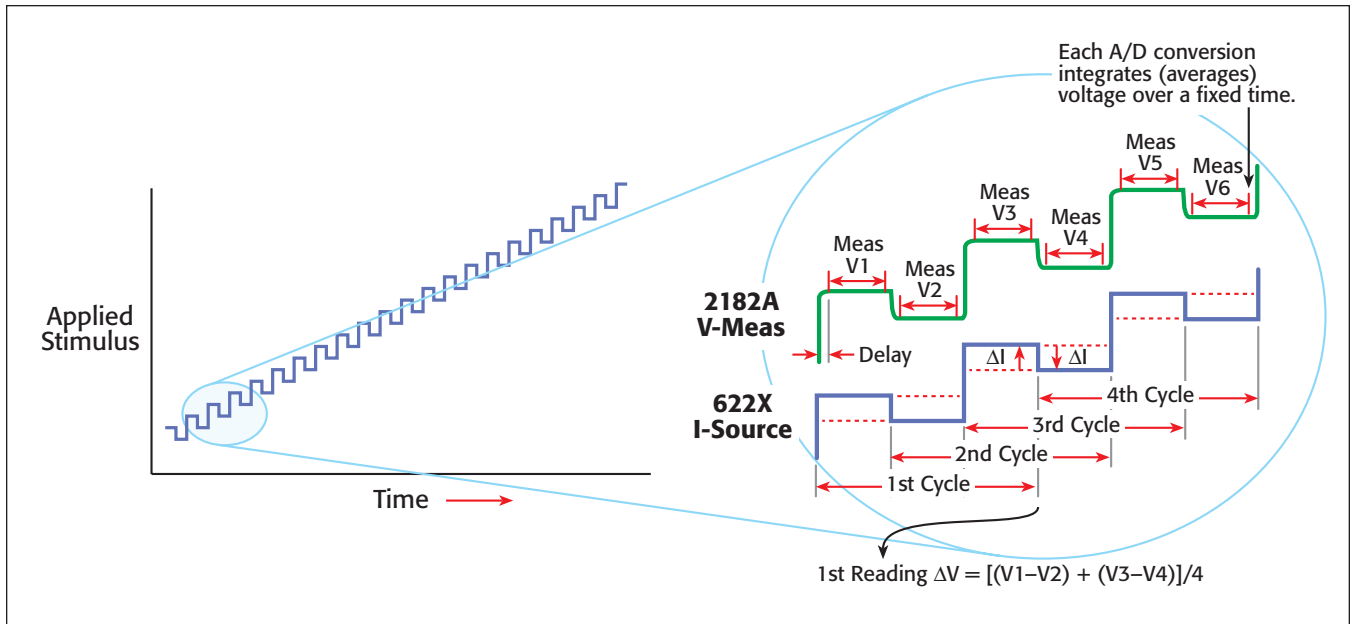 Each A/D conversion
integrates (averages)
voltage over a fixed time.
Meas
V5
Meas
V6
Meas
V3
Meas
V4
Meas
V1
Meas
V2
2182A
V-Meas
Delay
Applied
Stimulus
ΔI
ΔI
622X
I-Source
4th Cycle
3rd Cycle
2nd Cycle
1st Cycle
Time
1st Reading ΔV = [(V1–V2) + (V3–V4)]/4